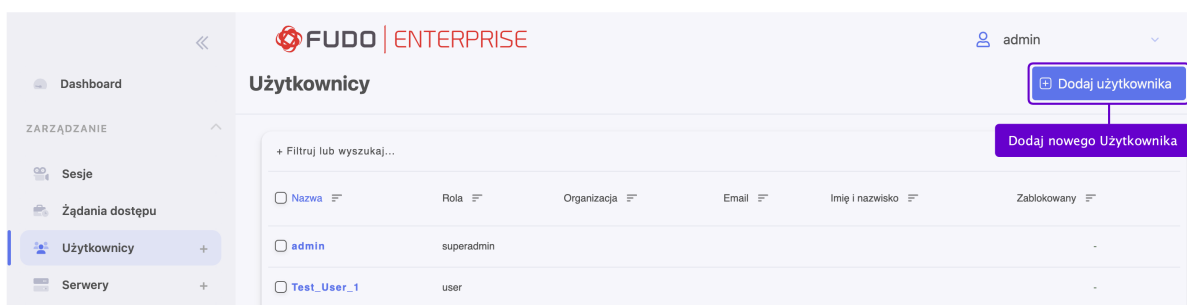 FUDO ENTERPRISE
admin
Dashboard
Użytkownicy
Dodaj użytkownika
ZARZĄDZANIE
Dodaj nowego Użytkownika
+ Filtruj lub wyszukaj...
Sesje
Nazwa Rola Organizacja Email Imię i nazwisko Zablokowany
Żądania dostępu
Użytkownicy +
admin superadmin -
Serwery +
Test_User_1 user -